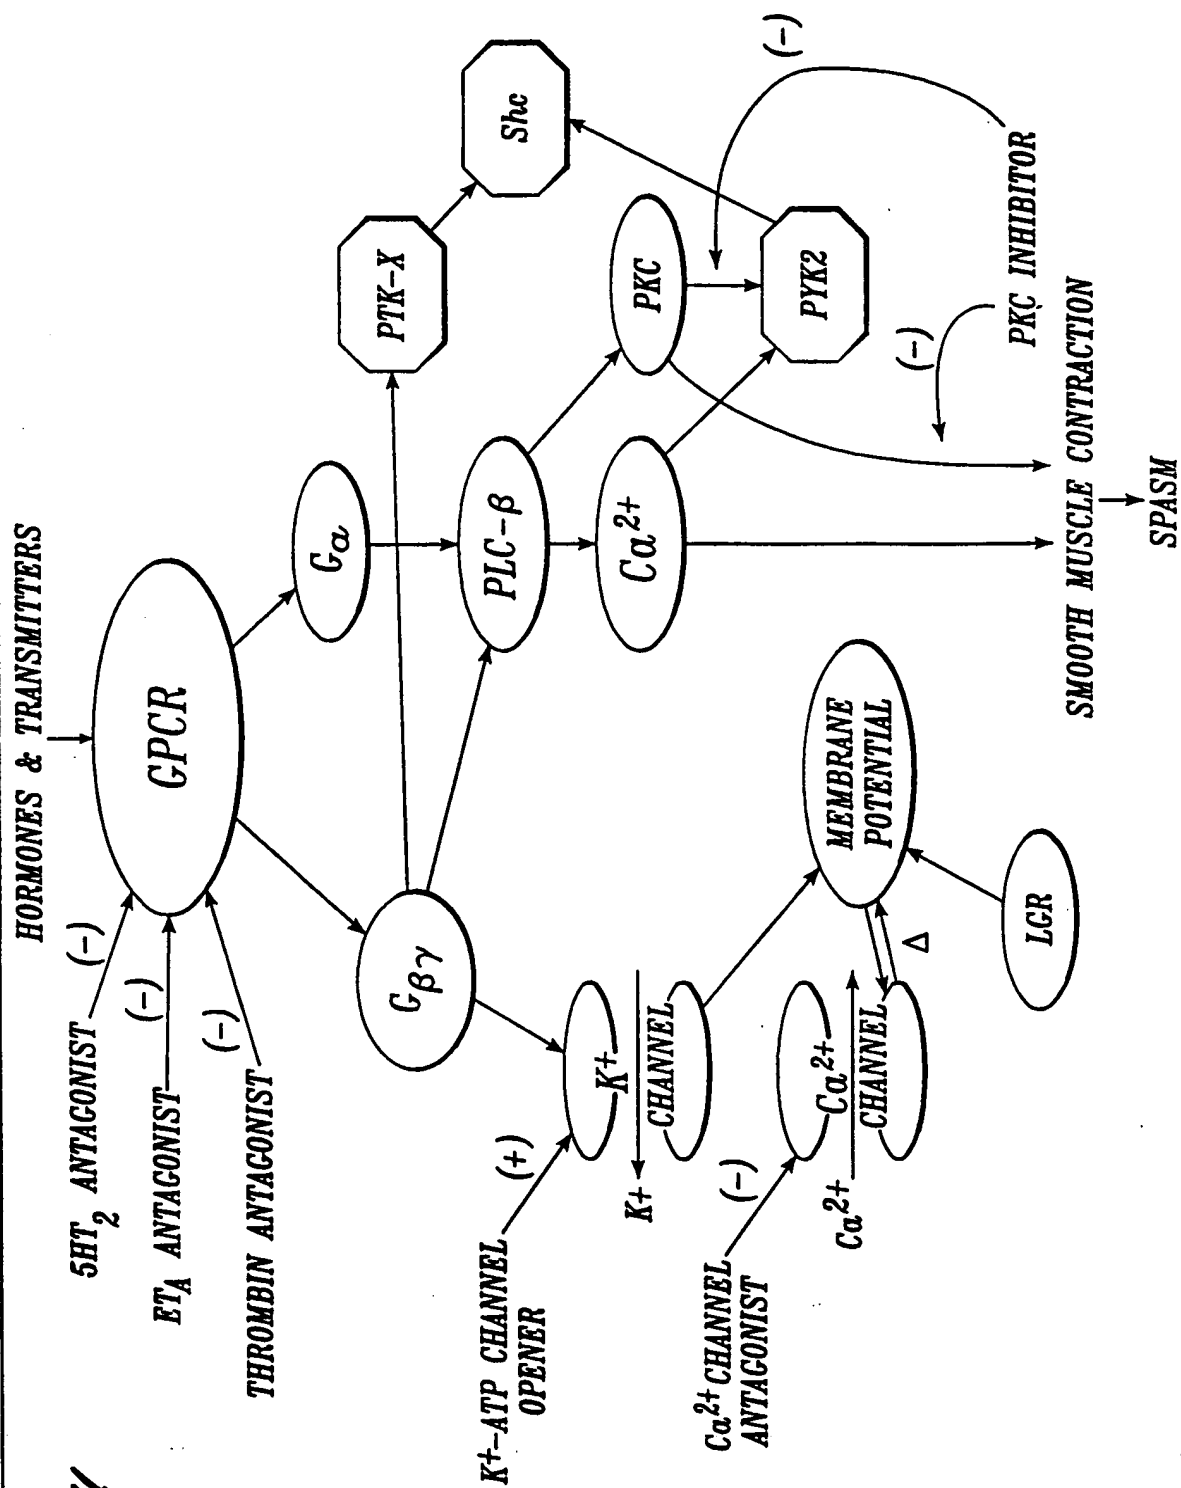 HORMONES & TRANSMITTERS
5HT2 ANTAGONIST
(-)
ETA ANTAGONIST
(-)
THROMBIN ANTAGONIST
(-)
GPCR
Gα
Gβγ
PTK-X
Shc
PLC-β
K+-ATP CHANNEL
OPENER
(+)
K+
K+
CHANNEL
Ca2+
PKC
(-)
PYK2
Ca2+ CHANNEL
ANTAGONIST
(-)
Ca2+
Ca2+
CHANNEL
Δ
MEMBRANE
POTENTIAL
LGR
(-)
PKC INHIBITOR
SMOOTH MUSCLE CONTRACTION
SPASM